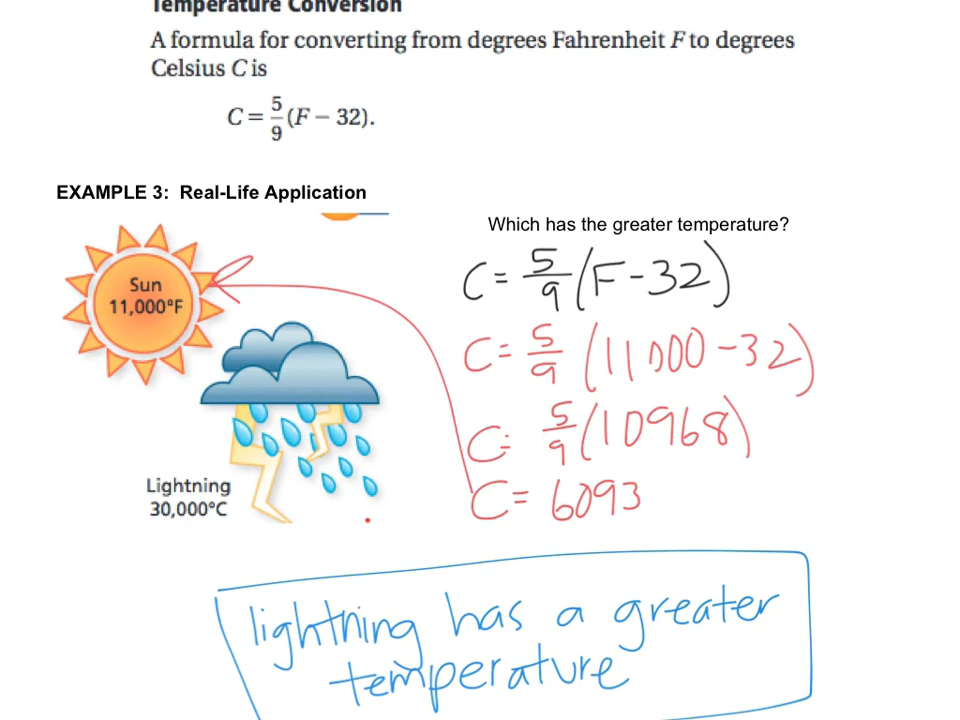 Temperature Conversion
A formula for converting from degrees Fahrenheit F to degrees
Celsius C is
C = 5/9 (F − 32).
EXAMPLE 3: Real-Life Application
Which has the greater temperature?
Sun
11,000°F
Lightning
30,000°C
C = 5/9 (F - 32)
C = 5/9 (11000 - 32)
C = 5/9 (10968)
C = 6093
lightning has a greater
temperature